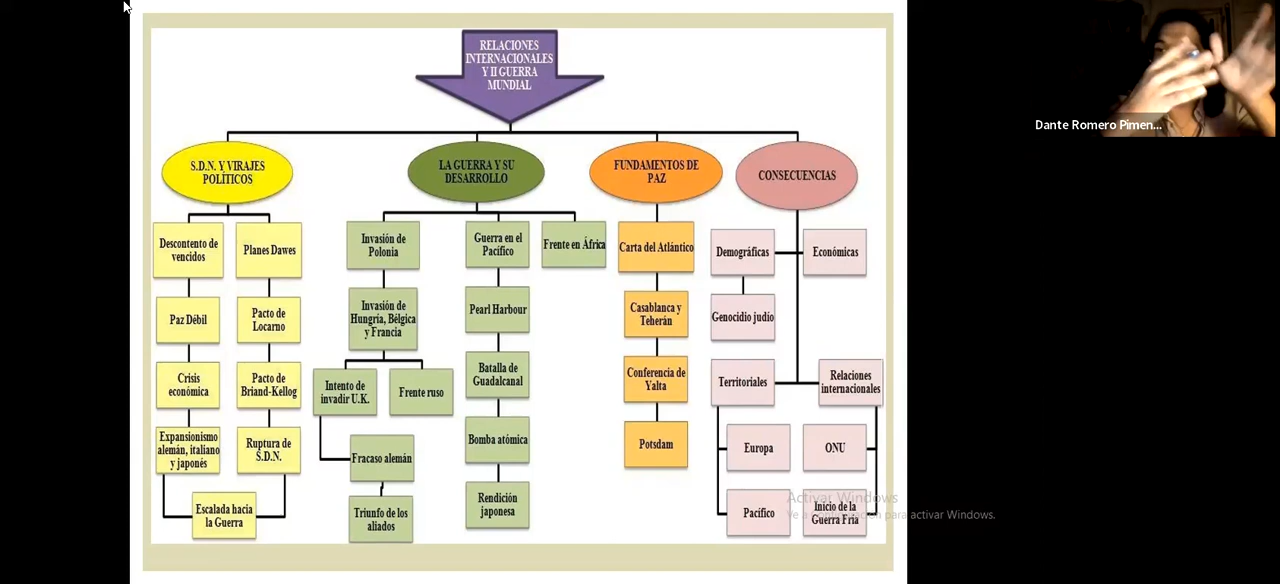 RELACIONES
INTERNACIONALES
Y II GUERRA
MUNDIAL
Dante Romero Pimen...
S.D.N. Y VIRAJES
POLÍTICOS
LA GUERRA Y SU
DESARROLLO
FUNDAMENTOS DE
PAZ
CONSECUENCIAS
Descontento de
vencidos
Planes Dawes
Paz Débil
Pacto de
Locarno
Crisis
económica
Pacto de
Briand-Kellog
Expansionismo
alemán, italiano
y japonés
Ruptura de
S.D.N.
Escalada hacia
la Guerra
Invasión de
Polonia
Guerra en el
Pacífico
Frente en África
Invasión de
Hungría, Bélgica
y Francia
Pearl Harbour
Intento de
invadir U.K.
Frente ruso
Batalla de
Guadalcanal
Fracaso alemán
Bomba atómica
Triunfo de los
aliados
Rendición
japonesa
Carta del Atlántico
Casablanca y
Teherán
Conferencia de
Yalta
Potsdam
Demográficas
Económicas
Genocidio judío
Territoriales
Relaciones
internacionales
Europa
ONU
Pacífico
Inicio de la
Guerra Fría
Activar Windows
Ve a Configuración para activar Windows.